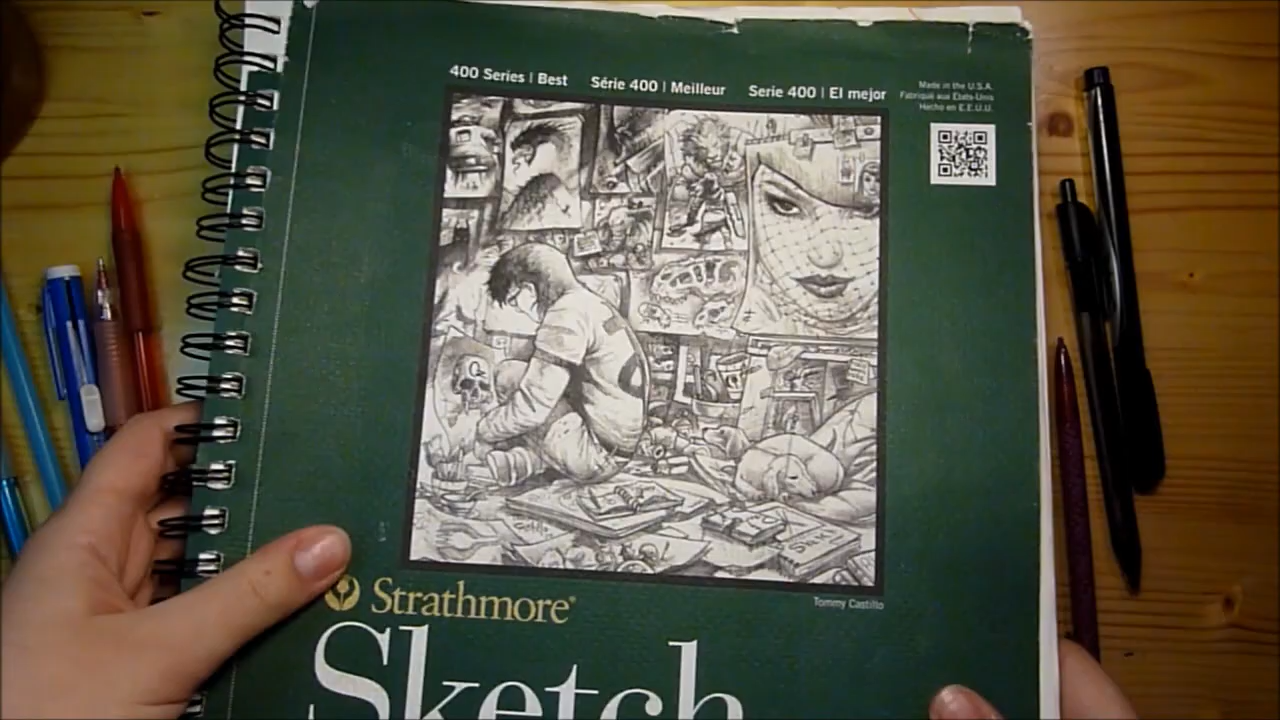 400 Series | Best
Série 400 | Meilleur
Serie 400 | El mejor
Made in the U.S.A.
Fabriqué aux États-Unis
Hecho en E.E.U.U.
Tommy Castillo
Strathmore®
Sketch